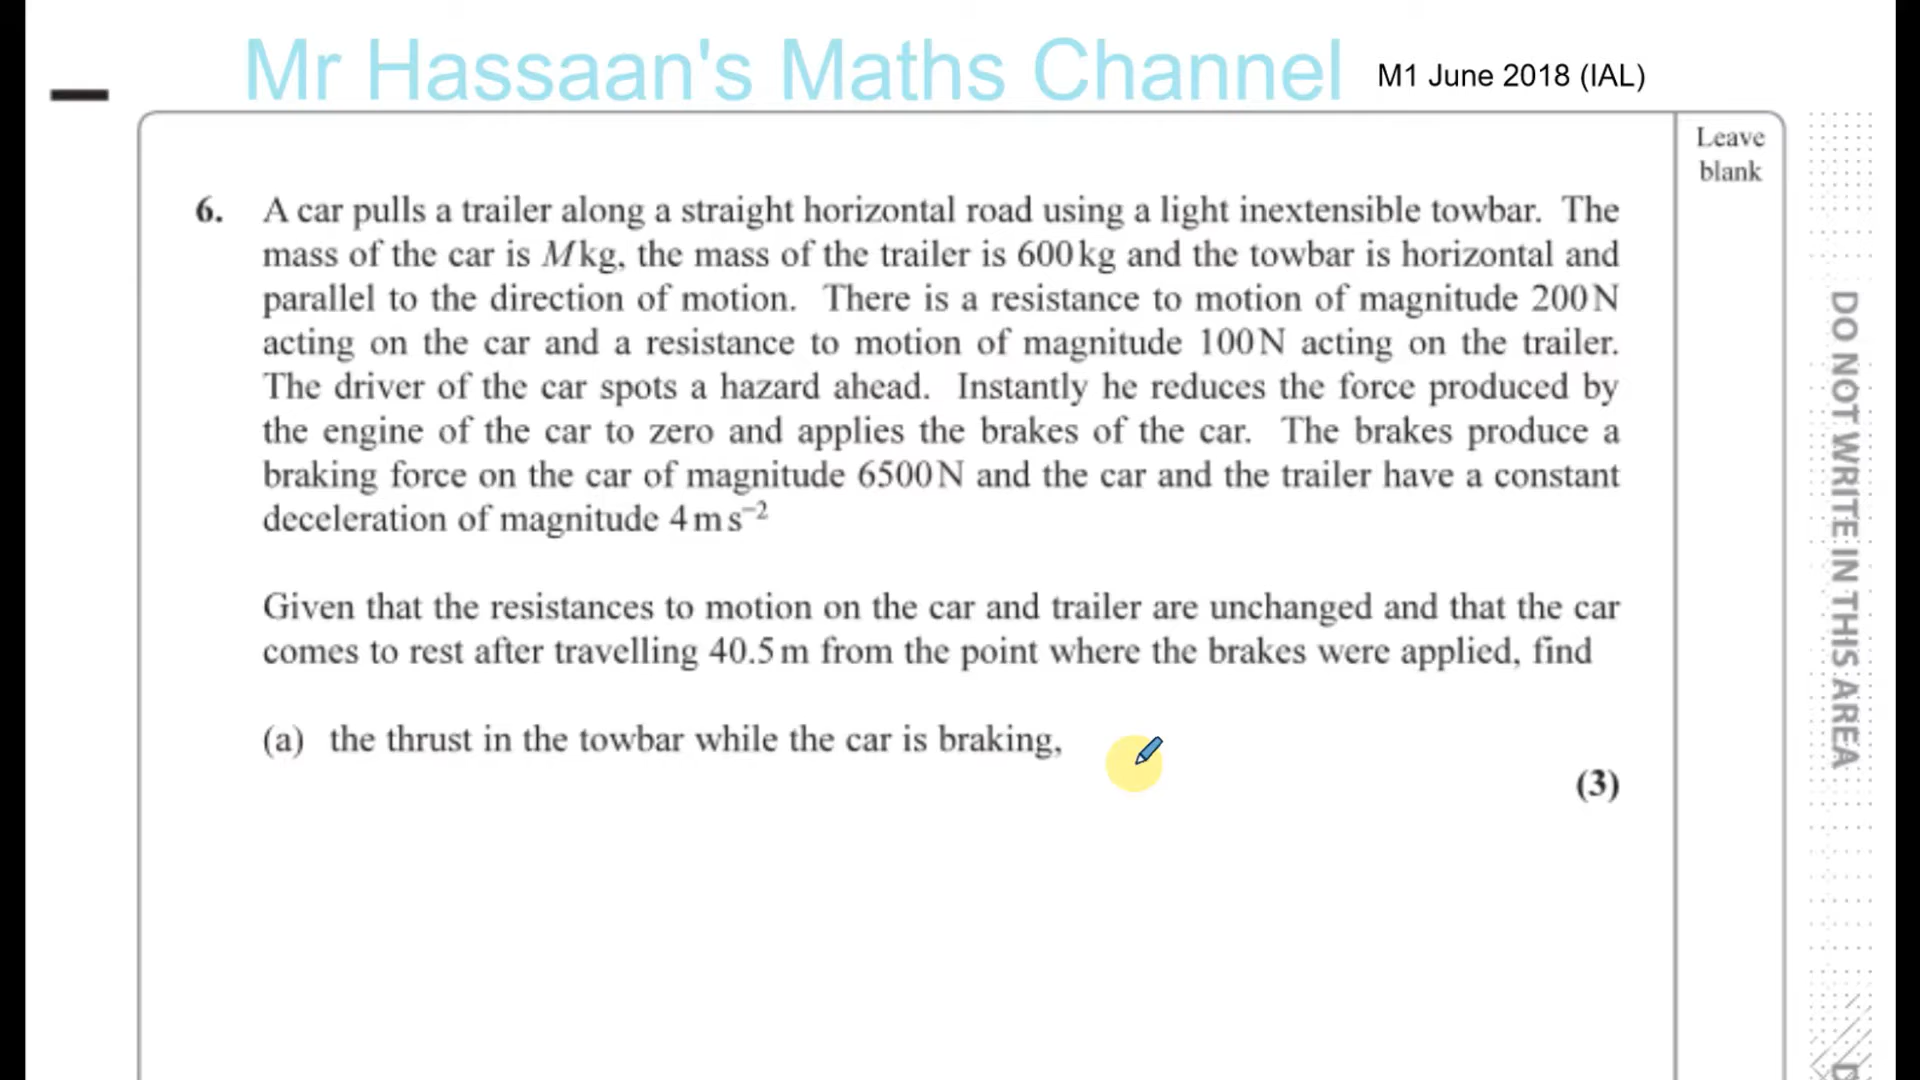 Mr Hassaan's Maths Channel M1 June 2018 (IAL)
Leave
blank
6. A car pulls a trailer along a straight horizontal road using a light inextensible towbar. The
mass of the car is M kg, the mass of the trailer is 600 kg and the towbar is horizontal and
parallel to the direction of motion. There is a resistance to motion of magnitude 200 N
acting on the car and a resistance to motion of magnitude 100 N acting on the trailer.
The driver of the car spots a hazard ahead. Instantly he reduces the force produced by
the engine of the car to zero and applies the brakes of the car. The brakes produce a
braking force on the car of magnitude 6500 N and the car and the trailer have a constant
deceleration of magnitude 4 m s⁻²
Given that the resistances to motion on the car and trailer are unchanged and that the car
comes to rest after travelling 40.5 m from the point where the brakes were applied, find
(a) the thrust in the towbar while the car is braking,
(3)
DO NOT WRITE IN THIS AREA